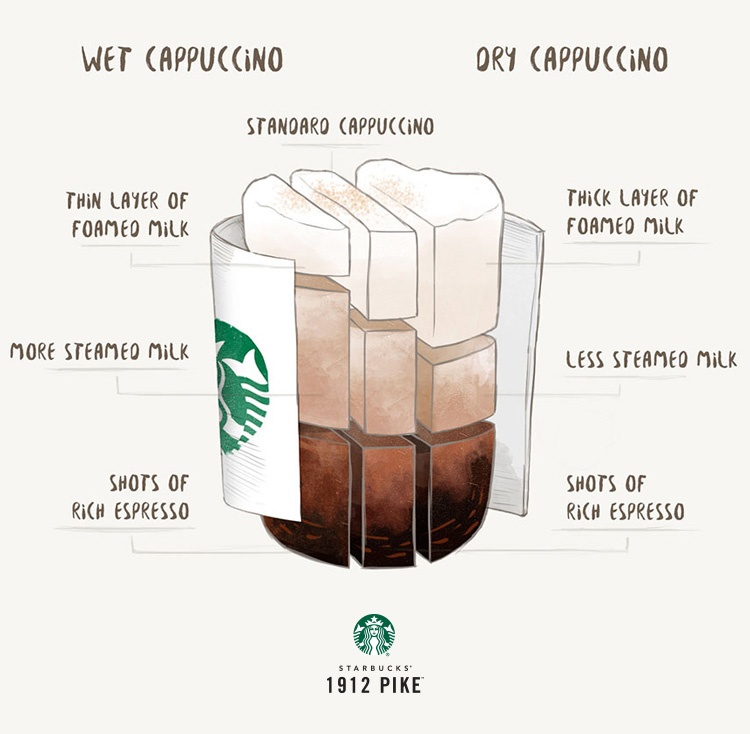 WET CAPPUCCINO
DRY CAPPUCCINO
STANDARD CAPPUCCINO
THIN LAYER OF
FOAMED MILK
THICK LAYER OF
FOAMED MILK
MORE STEAMED MILK
LESS STEAMED MILK
SHOTS OF
RICH ESPRESSO
SHOTS OF
RICH ESPRESSO
STARBUCKS®
1912 PIKE™